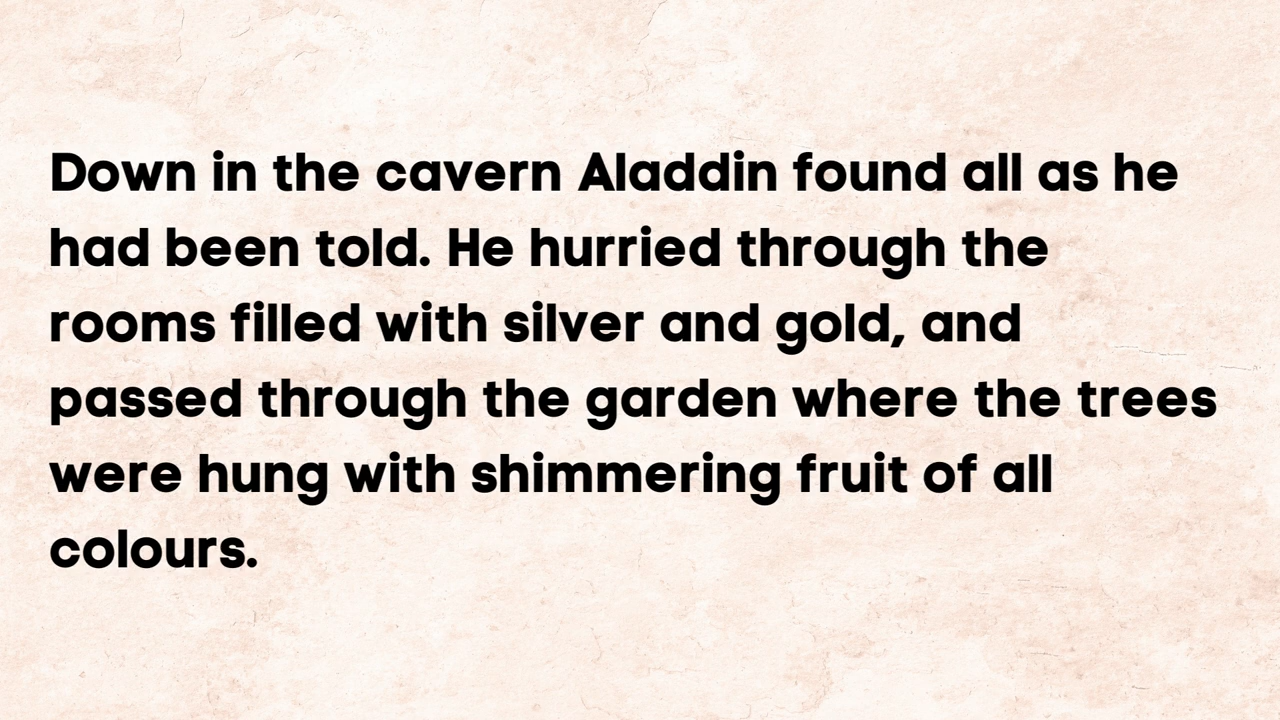 Down in the cavern Aladdin found all as he
had been told. He hurried through the
rooms filled with silver and gold, and
passed through the garden where the trees
were hung with shimmering fruit of all
colours.